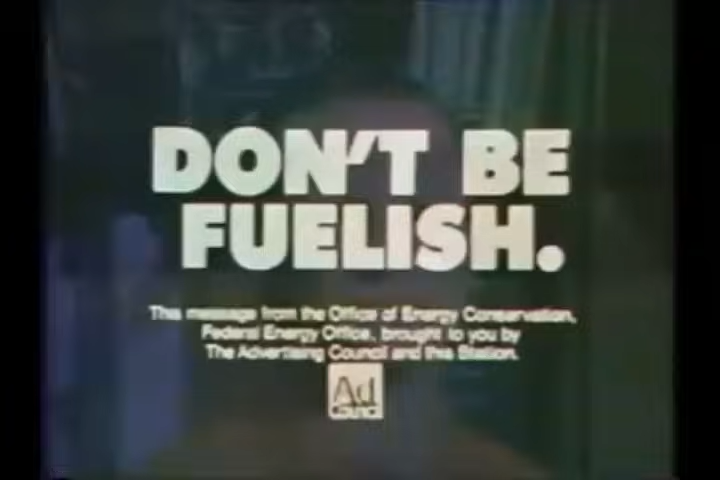 DON'T BE
FUELISH.
This message from the Office of Energy Conservation,
Federal Energy Office, brought to you by
The Advertising Council and this Station.
Ad
Council